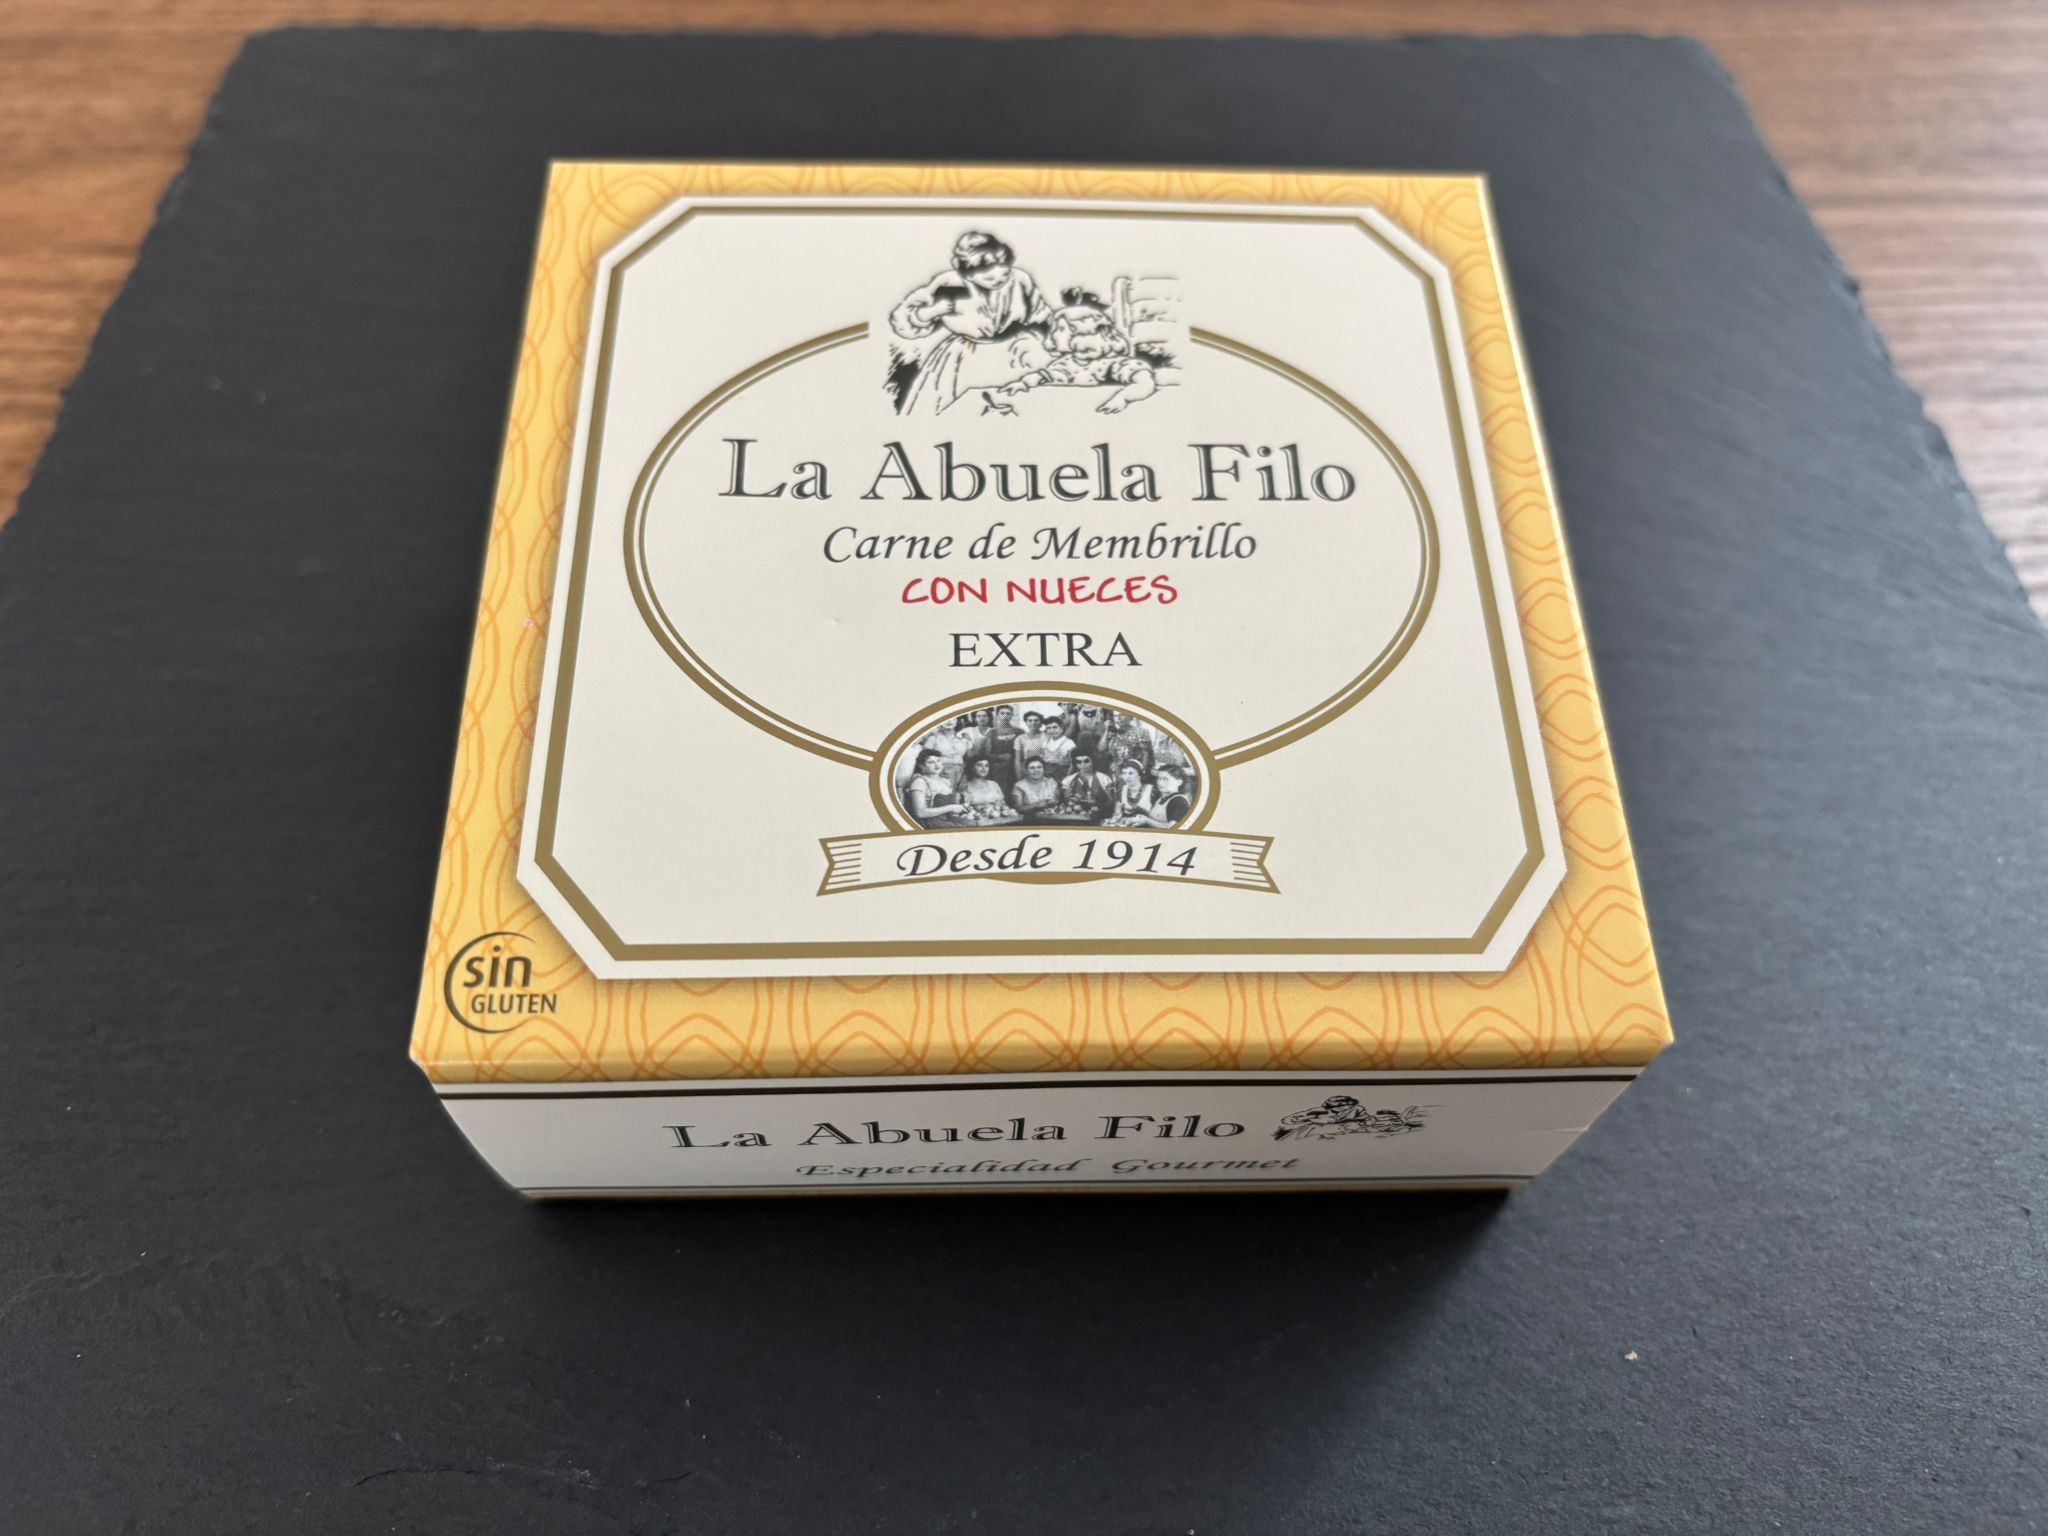 La Abuela Filo
Carne de Membrillo
CON NUECES
EXTRA
Desde 1914
sin
GLUTEN
La Abuela Filo
Especialidad Gourmet